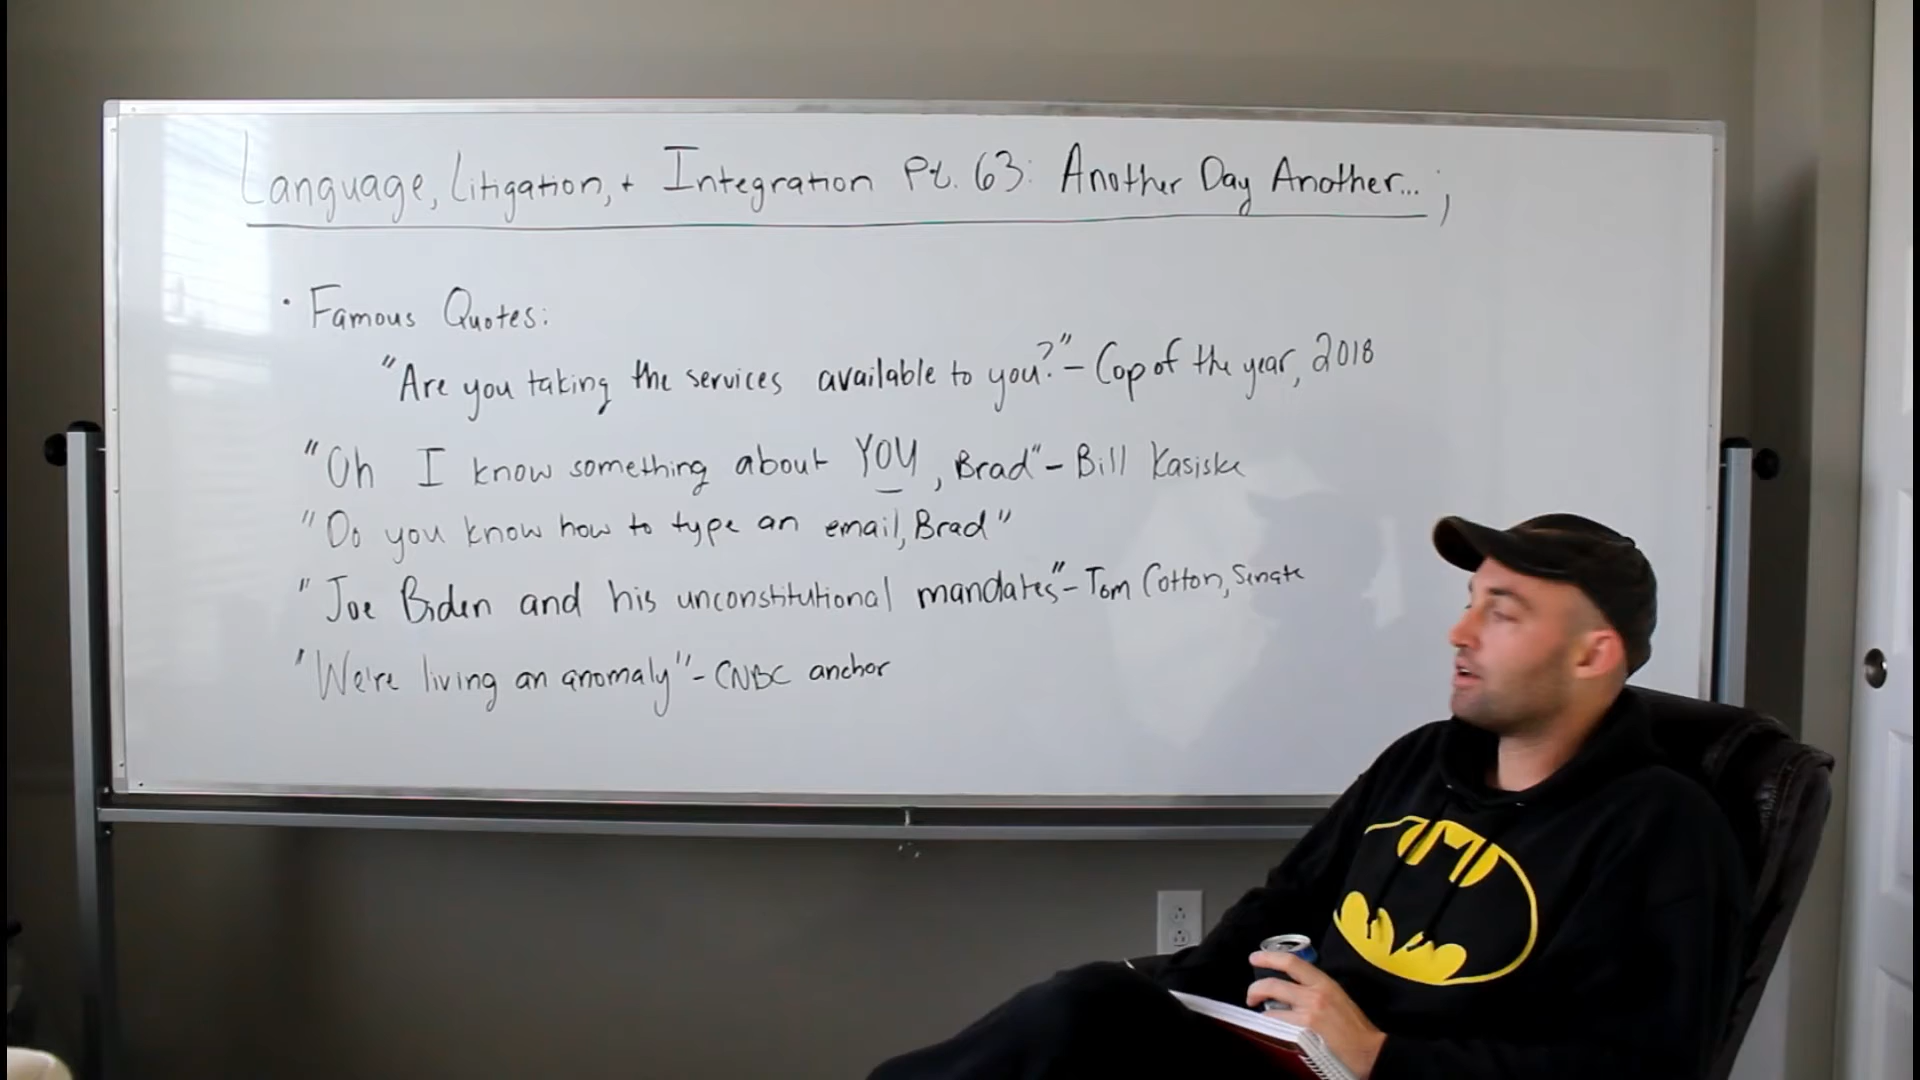 Language, Litigation, + Integration Pt. 63: Another Day Another... ;
• Famous Quotes:
"Are you taking the services available to you?" - Cop of the year, 2018
"Oh I know something about YOU, Brad" - Bill Kasiske
"Do you know how to type an email, Brad"
"Joe Biden and his unconstitutional mandates" - Tom Cotton, Senate
"We're living an anomaly" - CNBC anchor